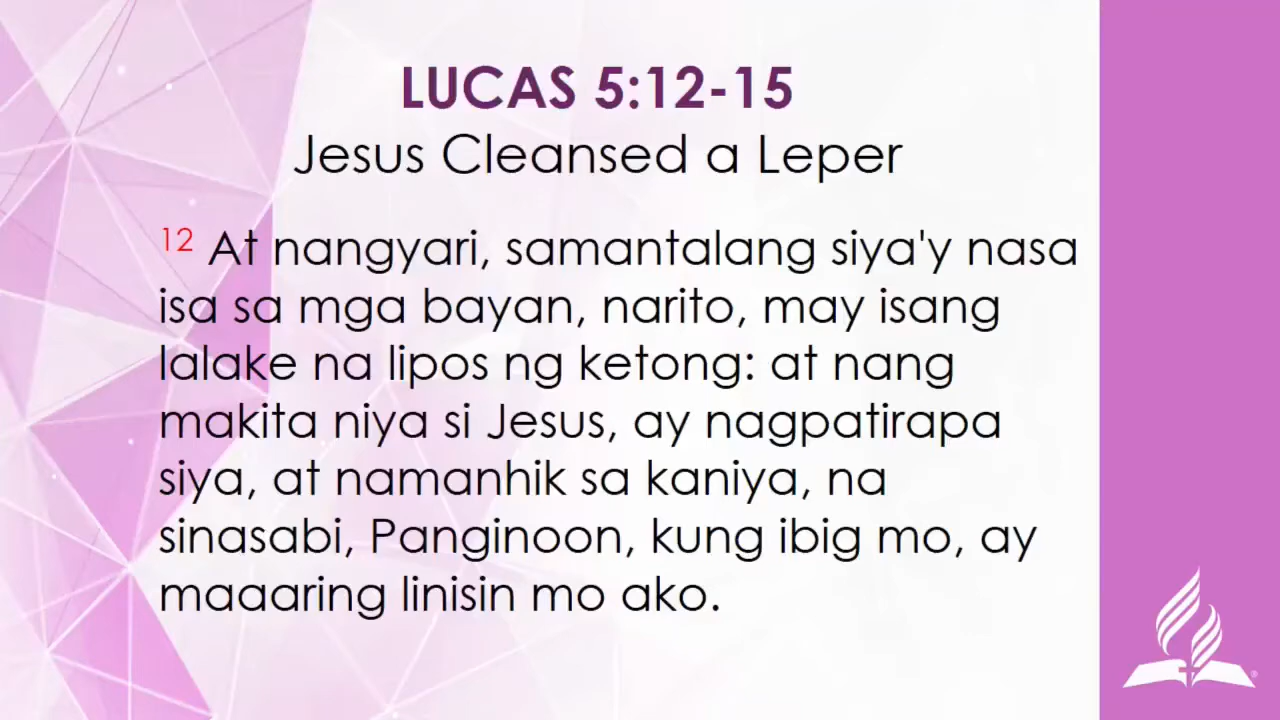 LUCAS 5:12-15
Jesus Cleansed a Leper
12 At nangyari, samantalang siya'y nasa
isa sa mga bayan, narito, may isang
lalake na lipos ng ketong: at nang
makita niya si Jesus, ay nagpatirapa
siya, at namanhik sa kaniya, na
sinasabi, Panginoon, kung ibig mo, ay
maaaring linisin mo ako.
®